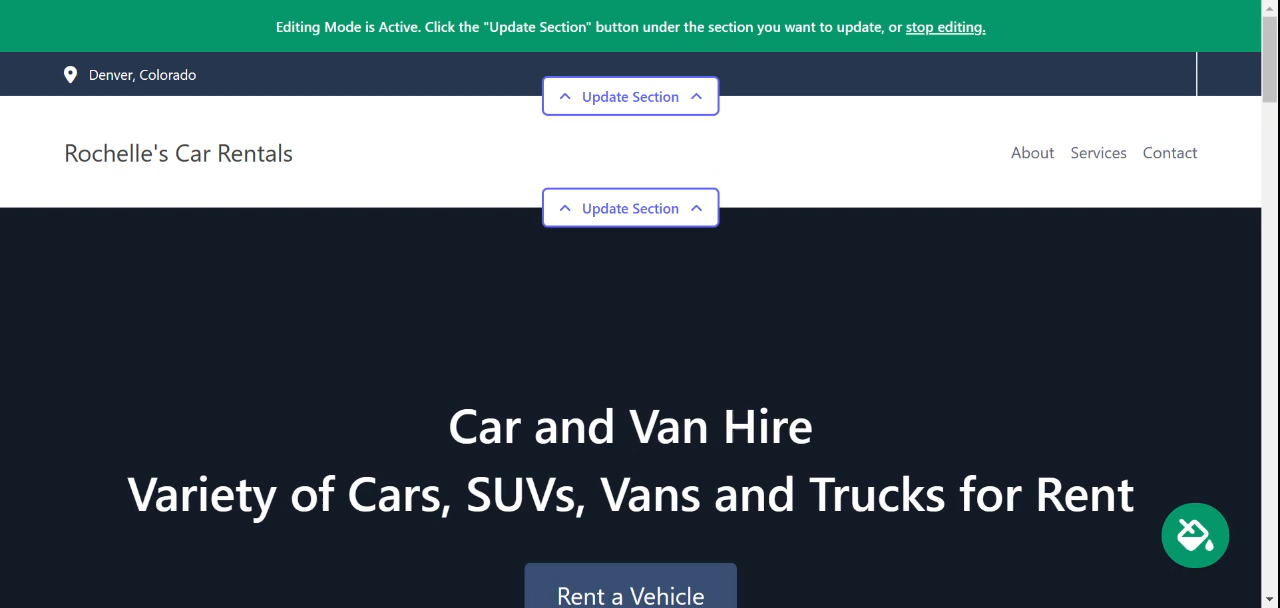 Editing Mode is Active. Click the "Update Section" button under the section you want to update, or stop editing.
Denver, Colorado
Update Section
Rochelle's Car Rentals
About Services Contact
Update Section
Car and Van Hire
Variety of Cars, SUVs, Vans and Trucks for Rent
Rent a Vehicle